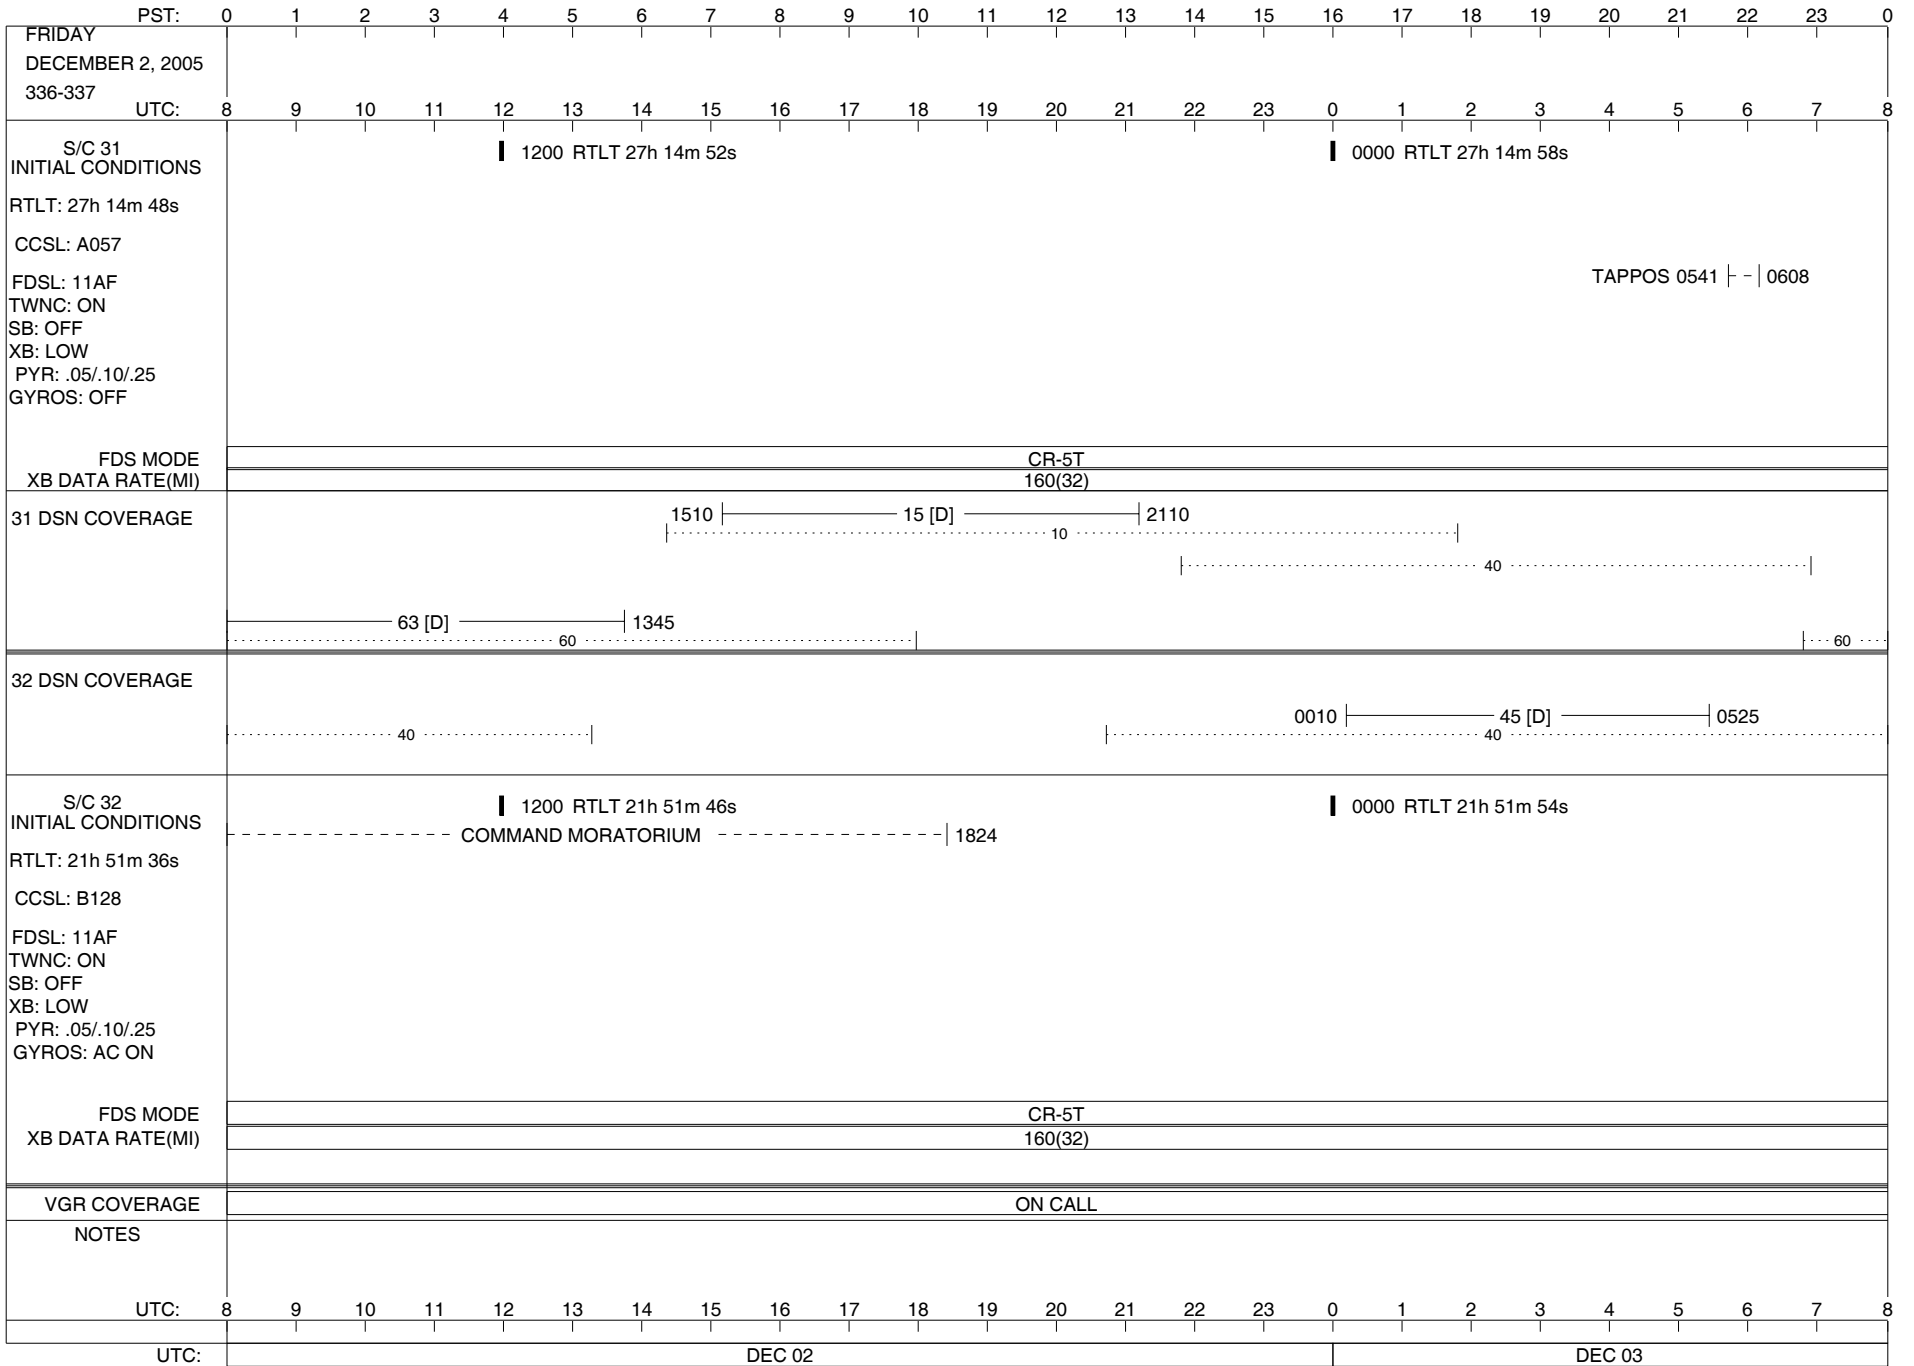 PST: 0 1 2 3 4 5 6 7 8 9 10 11 12 13 14 15 16 17 18 19 20 21 22 23 0
FRIDAY
DECEMBER 2, 2005
336-337
UTC: 8 9 10 11 12 13 14 15 16 17 18 19 20 21 22 23 0 1 2 3 4 5 6 7 8
S/C 31
INITIAL CONDITIONS
1200 RTLT 27h 14m 52s
0000 RTLT 27h 14m 58s
RTLT: 27h 14m 48s
CCSL: A057
FDSL: 11AF
TAPPOS 0541 0608
TWNC: ON
SB: OFF
XB: LOW
PYR: .05/.10/.25
GYROS: OFF
FDS MODE CR-5T
XB DATA RATE(MI) 160(32)
31 DSN COVERAGE
1510 15 [D] 2110
10
40
63 [D] 1345
60 60
32 DSN COVERAGE
0010 45 [D] 0525
40 40
S/C 32
INITIAL CONDITIONS
1200 RTLT 21h 51m 46s
0000 RTLT 21h 51m 54s
COMMAND MORATORIUM 1824
RTLT: 21h 51m 36s
CCSL: B128
FDSL: 11AF
TWNC: ON
SB: OFF
XB: LOW
PYR: .05/.10/.25
GYROS: AC ON
FDS MODE CR-5T
XB DATA RATE(MI) 160(32)
VGR COVERAGE ON CALL
NOTES
UTC: 8 9 10 11 12 13 14 15 16 17 18 19 20 21 22 23 0 1 2 3 4 5 6 7 8
UTC: DEC 02 DEC 03